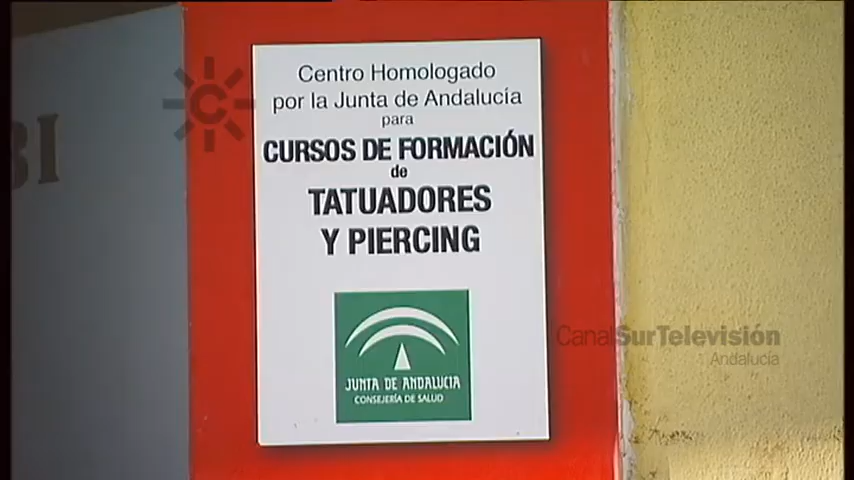 Centro Homologado
por la Junta de Andalucía
para
CURSOS DE FORMACIÓN
de
TATUADORES
Y PIERCING
JUNTA DE ANDALUCIA
CONSEJERÍA DE SALUD
CanalSurTelevisión
Andalucía